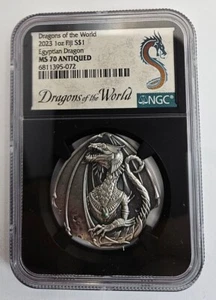 Dragons of the World
2023 1oz FIJI S$1
Egyptian Dragon
MS 70 ANTIQUED
6811395-072
Dragons of the World
NGC